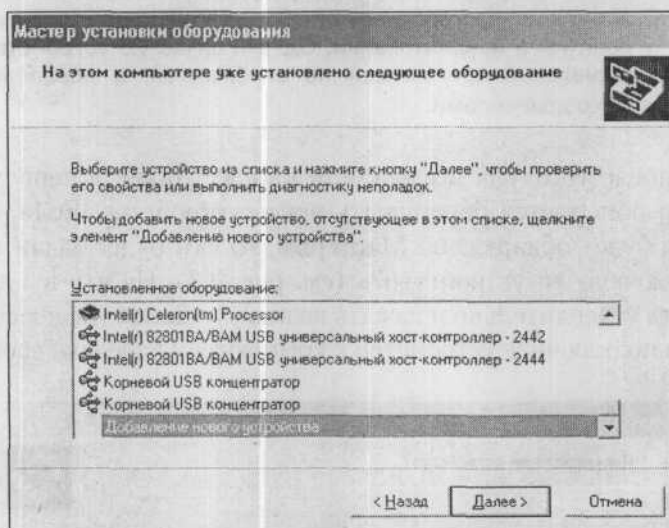 Мастер установки оборудования
На этом компьютере уже установлено следующее оборудование
Выберите устройство из списка и нажмите кнопку "Далее", чтобы проверить
его свойства или выполнить диагностику неполадок.
Чтобы добавить новое устройство, отсутствующее в этом списке, щелкните
элемент "Добавление нового устройства".
Установленное оборудование:
Intel(r) Celeron(tm) Processor
Intel(r) 82801BA/BAM USB универсальный хост-контроллер - 2442
Intel(r) 82801BA/BAM USB универсальный хост-контроллер - 2444
Корневой USB концентратор
Корневой USB концентратор
Добавление нового устройства
< Назад Далее > Отмена